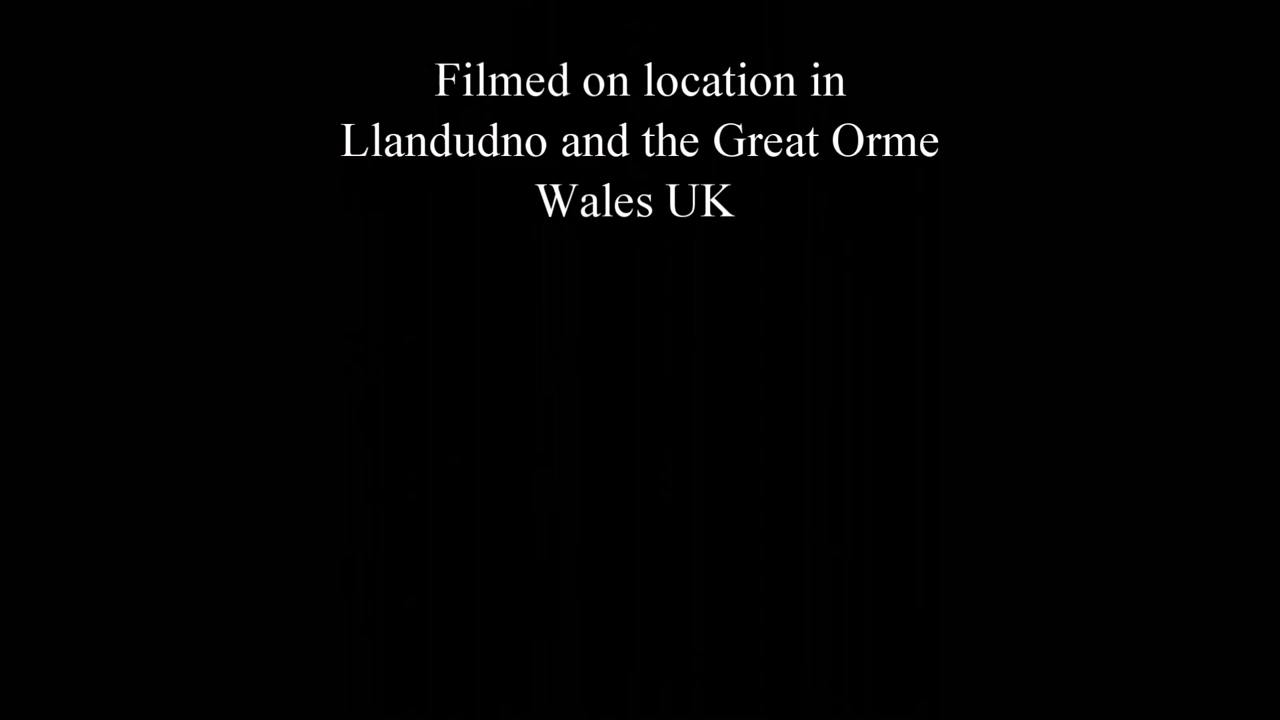 Filmed on location in
Llandudno and the Great Orme
Wales UK